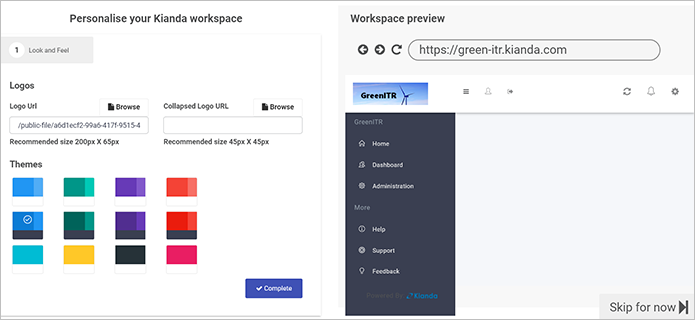 Personalise your Kianda workspace
1 Look and Feel
Logos
Logo Url Browse Collapsed Logo URL Browse
/public-file/a6d1ecf2-99a6-417f-9515-4
Recommended size 200px X 65px Recommended size 45px X 45px
Themes
Complete
Workspace preview
https://green-itr.kianda.com
GreenITR
GreenITR
Home
Dashboard
Administration
More
Help
Support
Feedback
Powered By Kianda
Skip for now